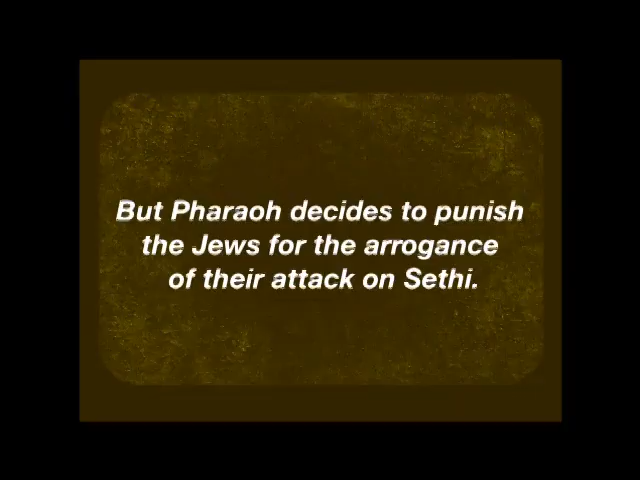 But Pharaoh decides to punish
the Jews for the arrogance
of their attack on Sethi.